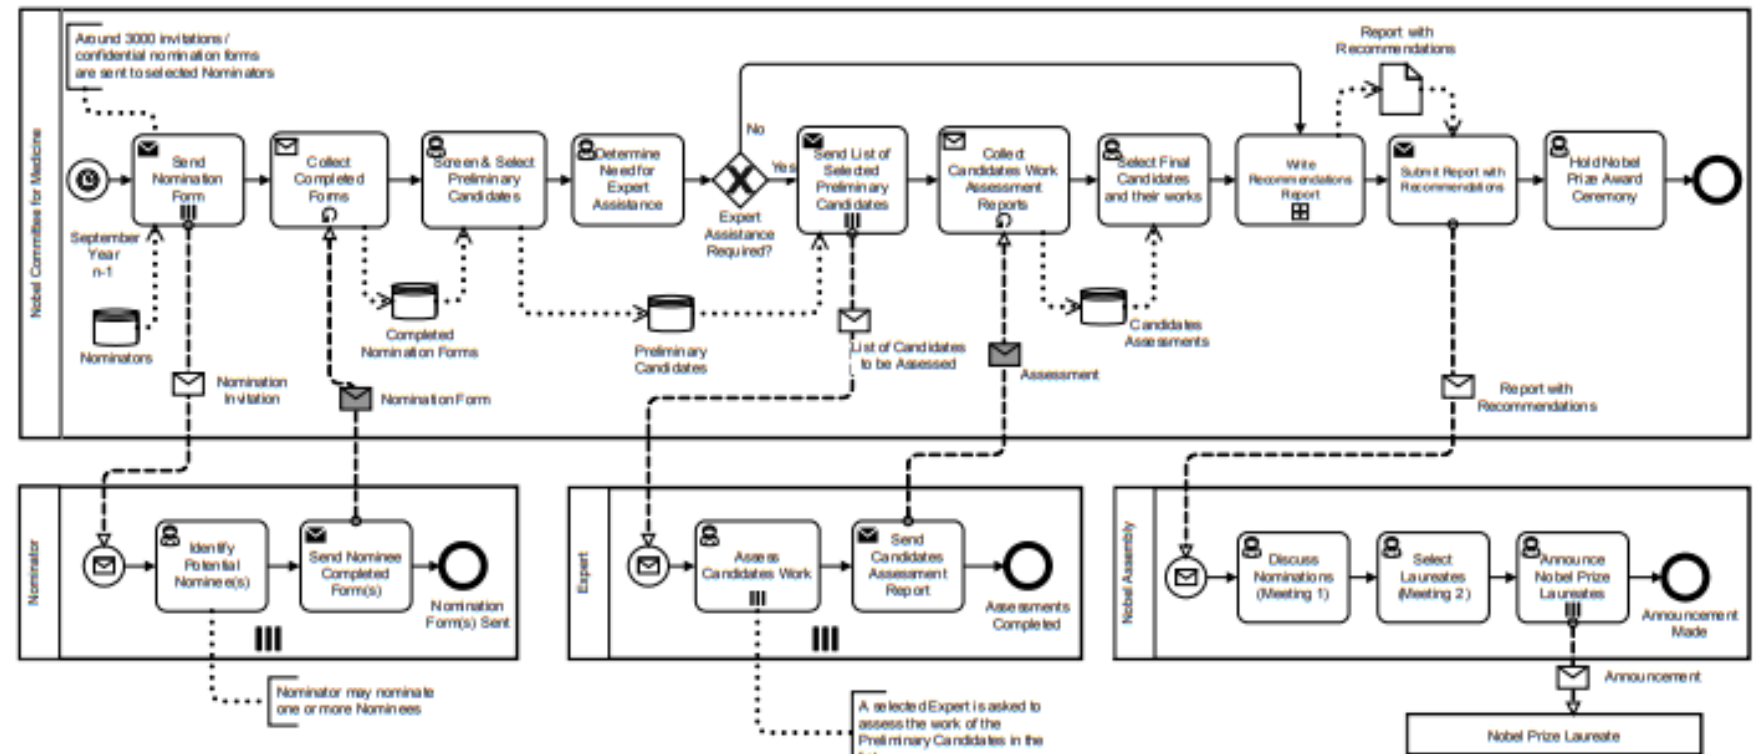 Around 3000 invitations /
confidential nomination forms
are sent to selected Nominators
Report with
Recommendations
Nobel Committee for Medicine
Send
Nomination
Form
Collect
Completed
Forms
Screen & Select
Preliminary
Candidates
Determine
Need for
Expert
Assistance
No
Yes
Expert
Assistance
Required?
Send List of
Selected
Preliminary
Candidates
Collect
Candidates Work
Assessment
Reports
Select Final
Candidates
and their works
Write
Recommendations
Report
Submit Report with
Recommendations
Hold Nobel
Prize Award
Ceremony
September
Year
n-1
Nominators
Completed
Nomination Forms
Preliminary
Candidates
List of Candidates
to be Assessed
Candidates
Assessments
Assessment
Nomination
Invitation
Nomination Form
Report with
Recommendations
Nominator
Identify
Potential
Nominee(s)
Send Nominee
Completed
Form(s)
Nomination
Form(s) Sent
Nominator may nominate
one or more Nominees
Expert
Assess
Candidates Work
Send
Candidates
Assessment
Report
Assessments
Completed
A selected Expert is asked to
assess the work of the
Preliminary Candidates in the
Nobel Assembly
Discuss
Nominations
(Meeting 1)
Select
Laureates
(Meeting 2)
Announce
Nobel Prize
Laureates
Announcement
Made
Announcement
Nobel Prize Laureate